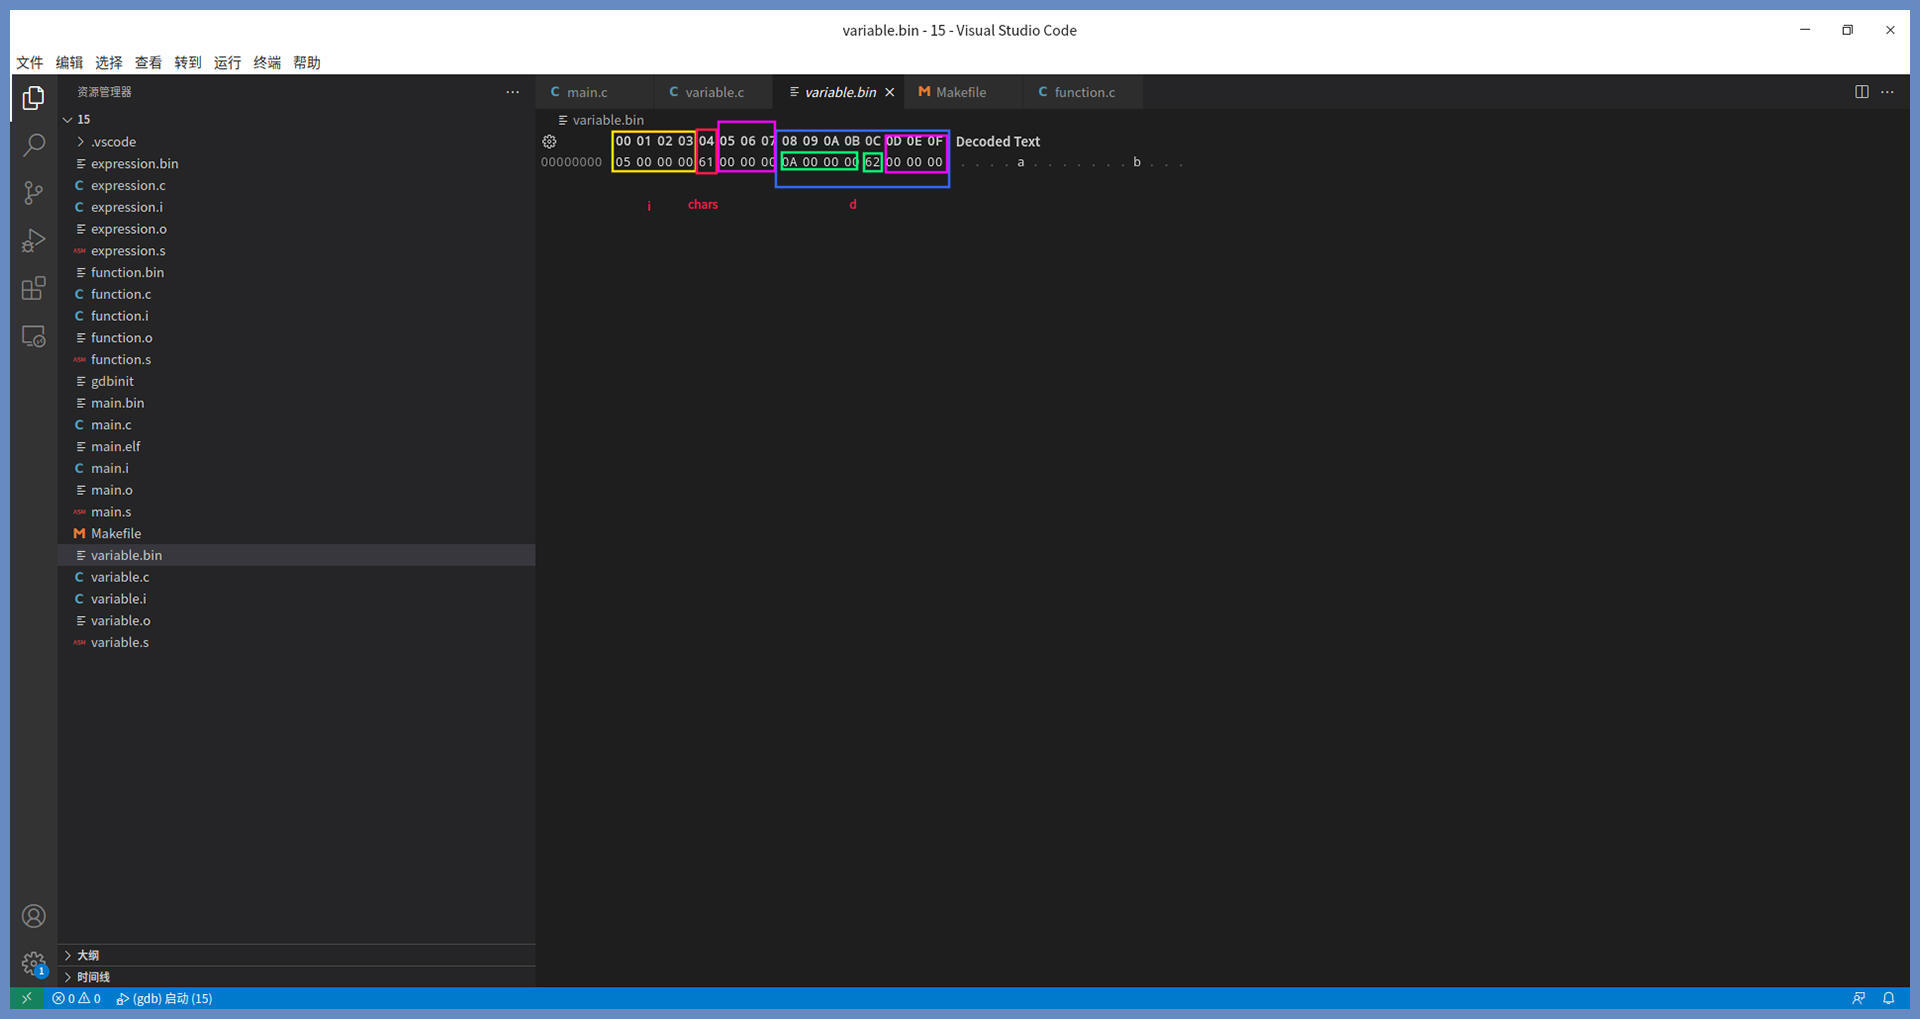 variable.bin - 15 - Visual Studio Code
文件 编辑 选择 查看 转到 运行 终端 帮助
资源管理器
15
.vscode
expression.bin
expression.c
expression.i
expression.o
expression.s
function.bin
function.c
function.i
function.o
function.s
gdbinit
main.bin
main.c
main.elf
main.i
main.o
main.s
Makefile
variable.bin
variable.c
variable.i
variable.o
variable.s
大纲
时间线
main.c variable.c variable.bin Makefile function.c
variable.bin
00 01 02 03 04 05 06 07 08 09 0A 0B 0C 0D 0E 0F Decoded Text
00000000 05 00 00 00 61 00 00 00 0A 00 00 00 62 00 00 00 . . . . a . . . . . . . b . . .
i chars d
1
0 0 (gdb) 启动 (15)